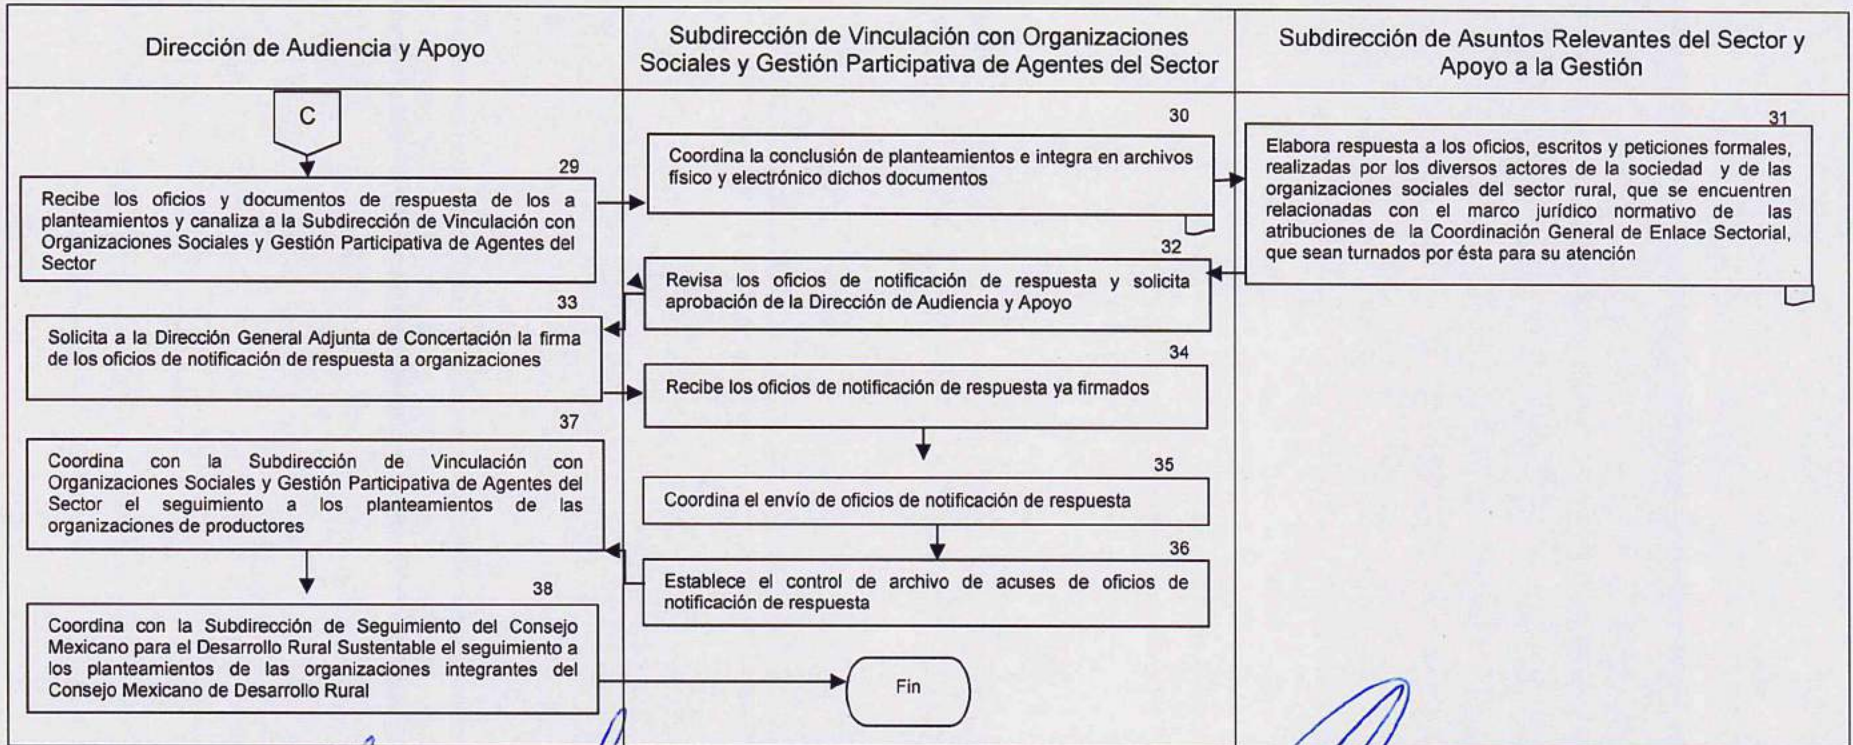 Dirección de Audiencia y Apoyo
Subdirección de Vinculación con Organizaciones
Sociales y Gestión Participativa de Agentes del Sector
Subdirección de Asuntos Relevantes del Sector y
Apoyo a la Gestión
C
29
Recibe los oficios y documentos de respuesta de los a
planteamientos y canaliza a la Subdirección de Vinculación con
Organizaciones Sociales y Gestión Participativa de Agentes del
Sector
30
Coordina la conclusión de planteamientos e integra en archivos
físico y electrónico dichos documentos
31
Elabora respuesta a los oficios, escritos y peticiones formales,
realizadas por los diversos actores de la sociedad y de las
organizaciones sociales del sector rural, que se encuentren
relacionadas con el marco jurídico normativo de las
atribuciones de la Coordinación General de Enlace Sectorial,
que sean turnados por ésta para su atención
32
Revisa los oficios de notificación de respuesta y solicita
aprobación de la Dirección de Audiencia y Apoyo
33
Solicita a la Dirección General Adjunta de Concertación la firma
de los oficios de notificación de respuesta a organizaciones
34
Recibe los oficios de notificación de respuesta ya firmados
35
Coordina el envío de oficios de notificación de respuesta
36
Establece el control de archivo de acuses de oficios de
notificación de respuesta
37
Coordina con la Subdirección de Vinculación con
Organizaciones Sociales y Gestión Participativa de Agentes del
Sector el seguimiento a los planteamientos de las
organizaciones de productores
38
Coordina con la Subdirección de Seguimiento del Consejo
Mexicano para el Desarrollo Rural Sustentable el seguimiento a
los planteamientos de las organizaciones integrantes del
Consejo Mexicano de Desarrollo Rural
Fin